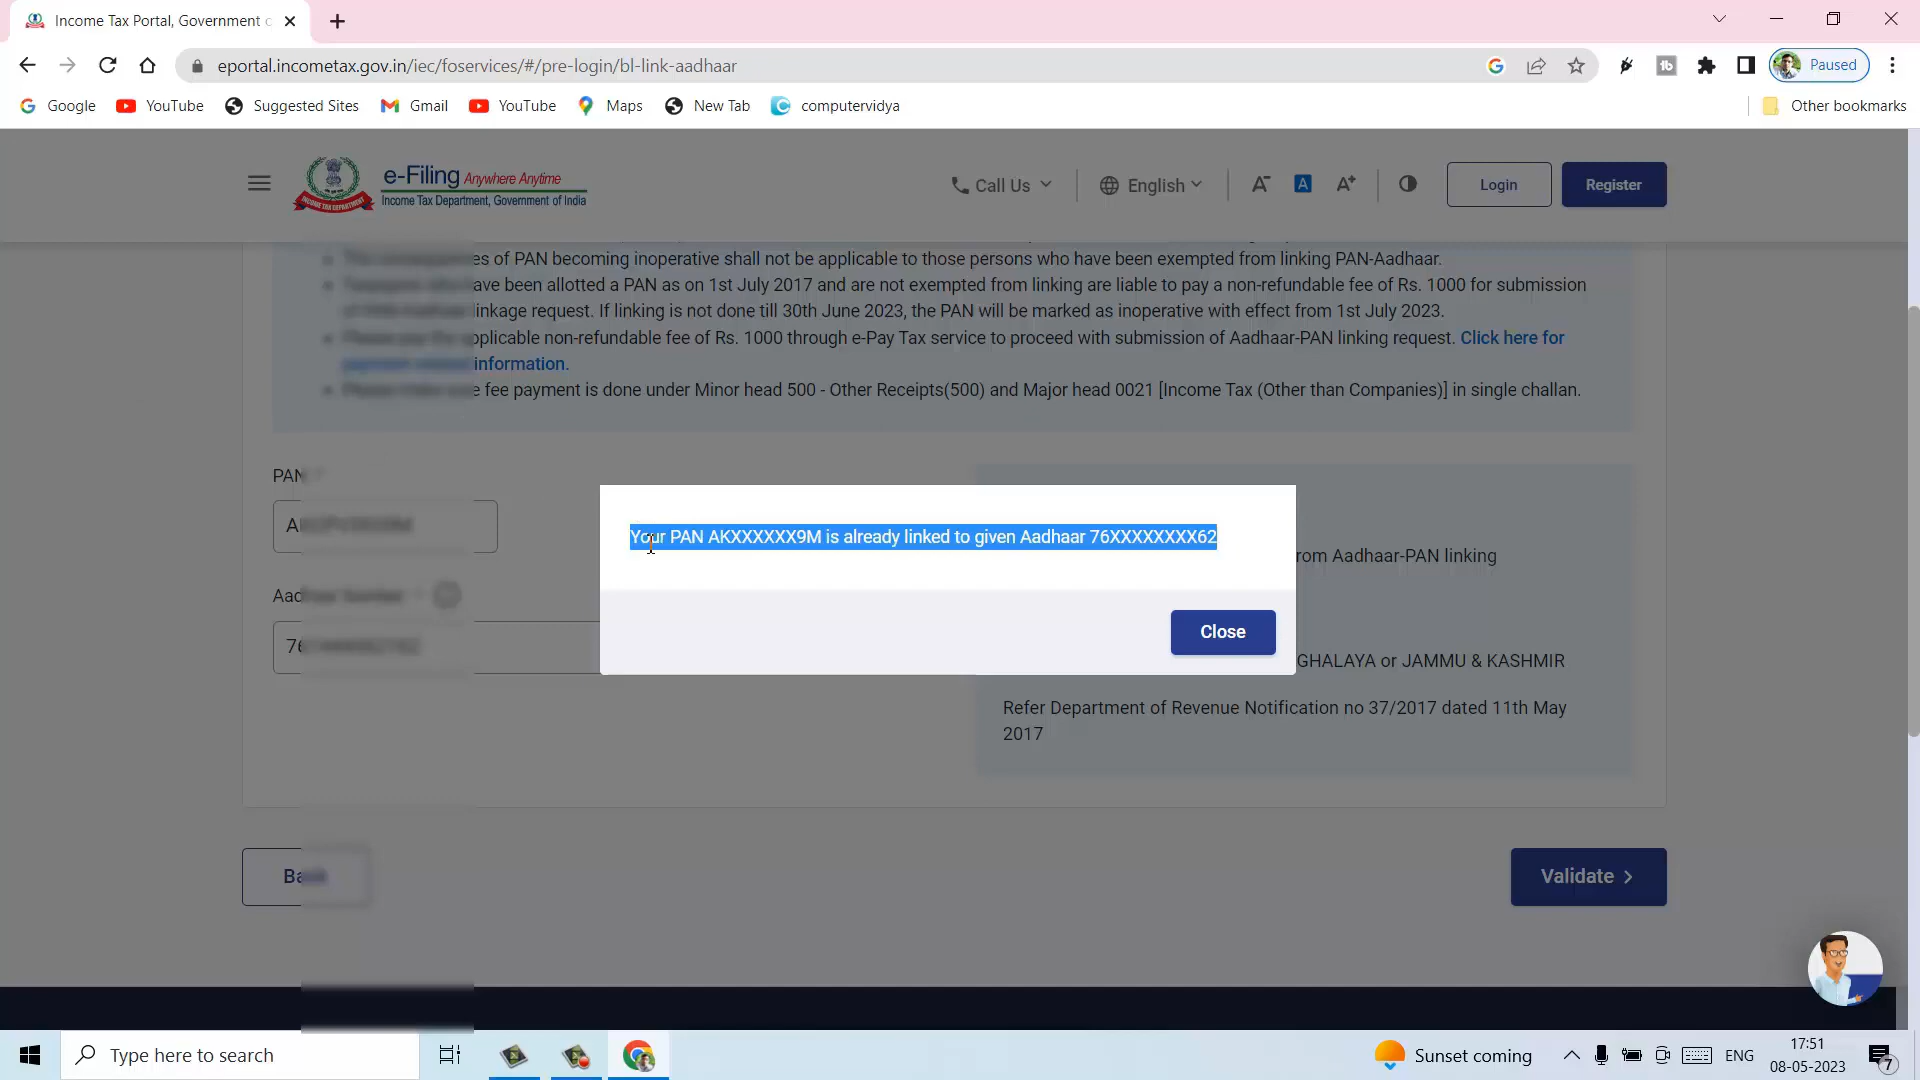 Income Tax Portal, Government
eportal.incometax.gov.in/iec/foservices/#/pre-login/bl-link-aadhaar
Paused
Google
YouTube
Suggested Sites
Gmail
YouTube
Maps
New Tab
computervidya
Other bookmarks
e-Filing Anywhere Anytime
Income Tax Department, Government of India
INCOME TAX DEPARTMENT
Call Us
English
A-
A
A+
Login
Register
of PAN becoming inoperative shall not be applicable to those persons who have been exempted from linking PAN-Aadhaar.
have been allotted a PAN as on 1st July 2017 and are not exempted from linking are liable to pay a non-refundable fee of Rs. 1000 for submission
linkage request. If linking is not done till 30th June 2023, the PAN will be marked as inoperative with effect from 1st July 2023.
applicable non-refundable fee of Rs. 1000 through e-Pay Tax service to proceed with submission of Aadhaar-PAN linking request. Click here for
information.
fee payment is done under Minor head 500 - Other Receipts(500) and Major head 0021 [Income Tax (Other than Companies)] in single challan.
PAN
Your PAN AKXXXXXX9M is already linked to given Aadhaar 76XXXXXXXX62
from Aadhaar-PAN linking
Close
GHALAYA or JAMMU & KASHMIR
Refer Department of Revenue Notification no 37/2017 dated 11th May
2017
Back
Validate
Type here to search
Sunset coming
ENG
17:51
08-05-2023
7